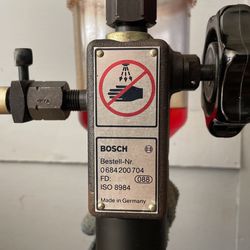 BOSCH
Bestell-Nr.
0 684 200 704
FD: 088
ISO 8984
Made in Germany